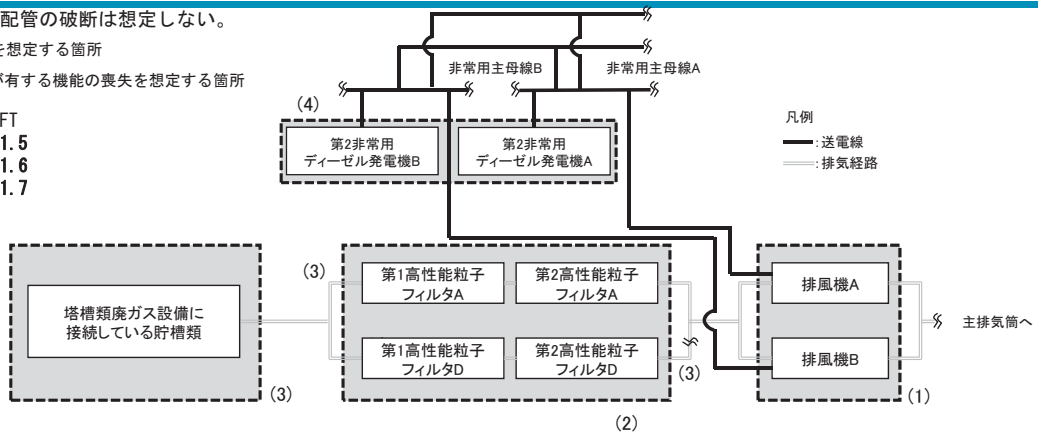 配管の破断は想定しない。
を想定する箇所
が有する機能の喪失を想定する箇所
FT
1.5
1.6
1.7
非常用主母線B
非常用主母線A
(4)
第2非常用
ディーゼル発電機B
第2非常用
ディーゼル発電機A
凡例
:送電線
:排気経路
塔槽類廃ガス設備に
接続している貯槽類
(3)
(3)
第1高性能粒子
フィルタA
第2高性能粒子
フィルタA
第1高性能粒子
フィルタD
第2高性能粒子
フィルタD
(3)
(2)
排風機A
排風機B
(1)
主排気筒へ